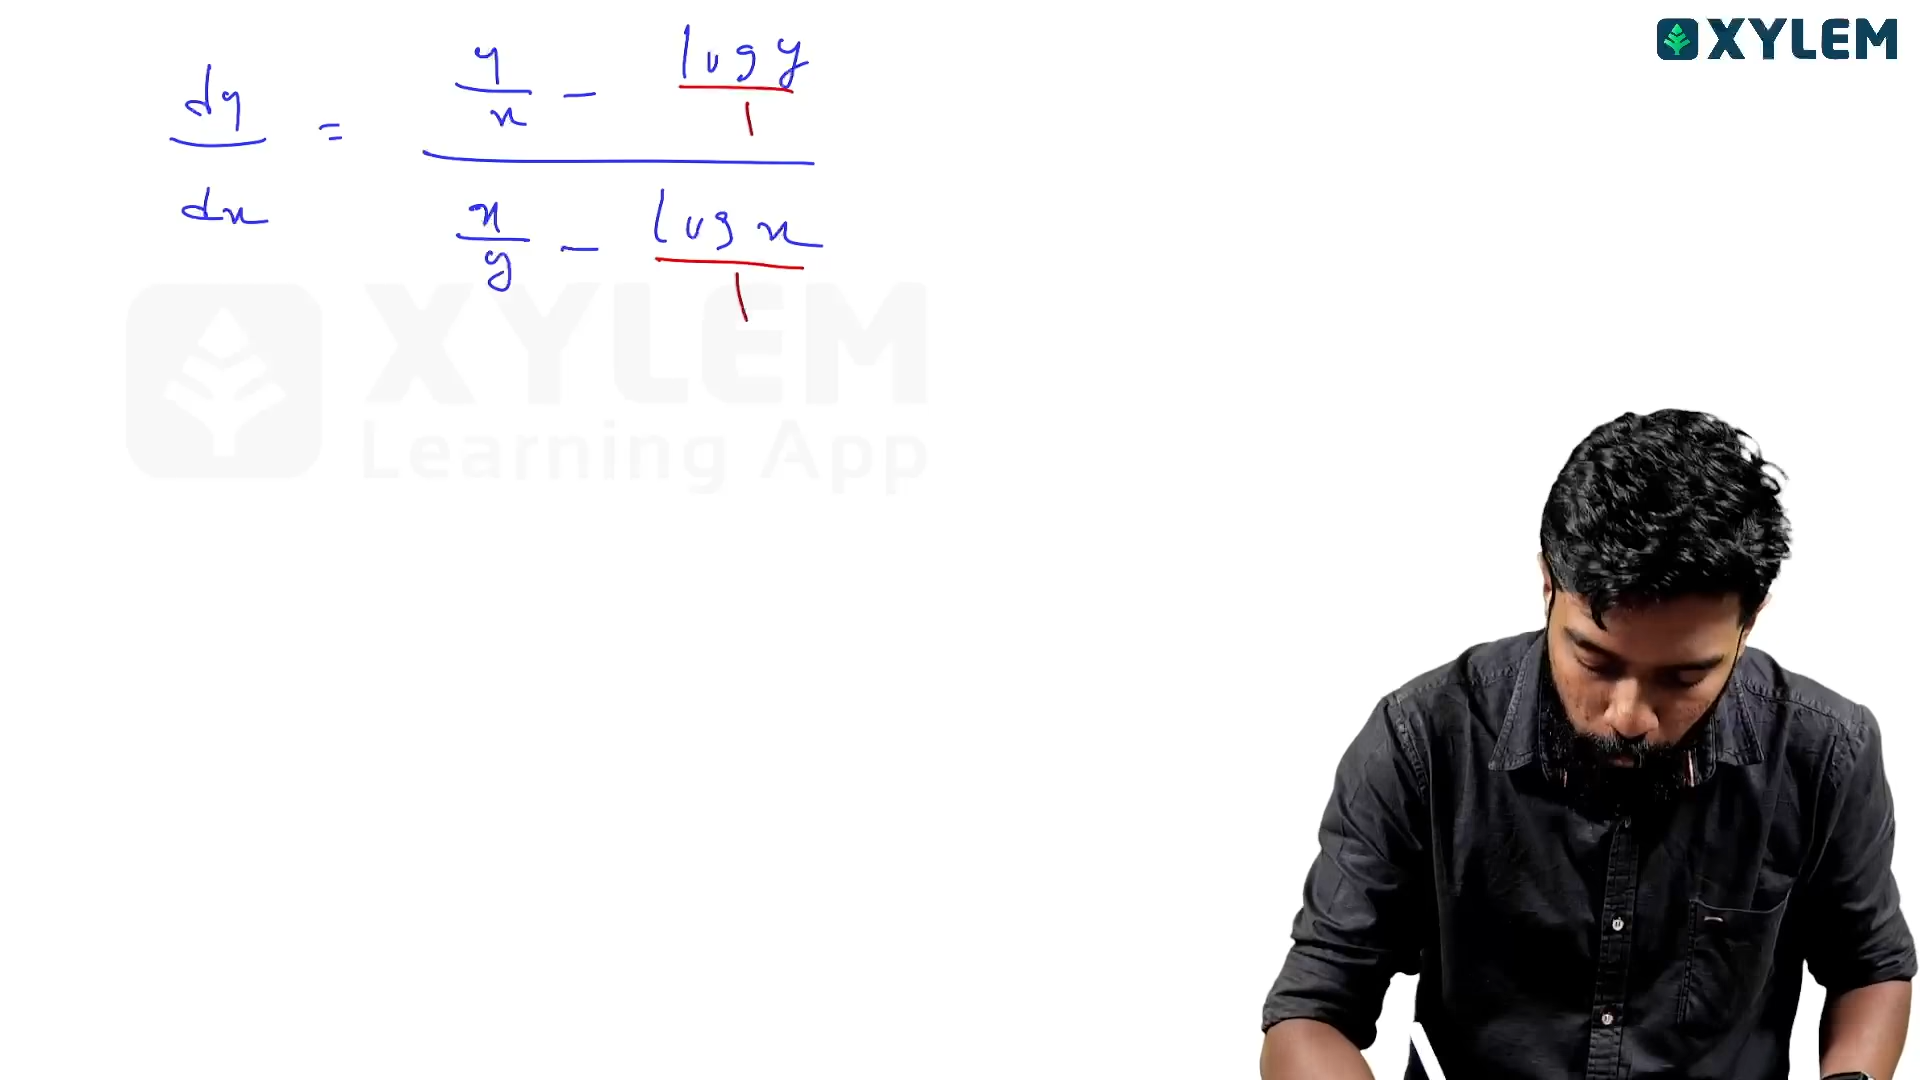 XYLEM
dy/dx = (y/x - log y/1) / (x/y - log x/1)
XYLEM
Learning App